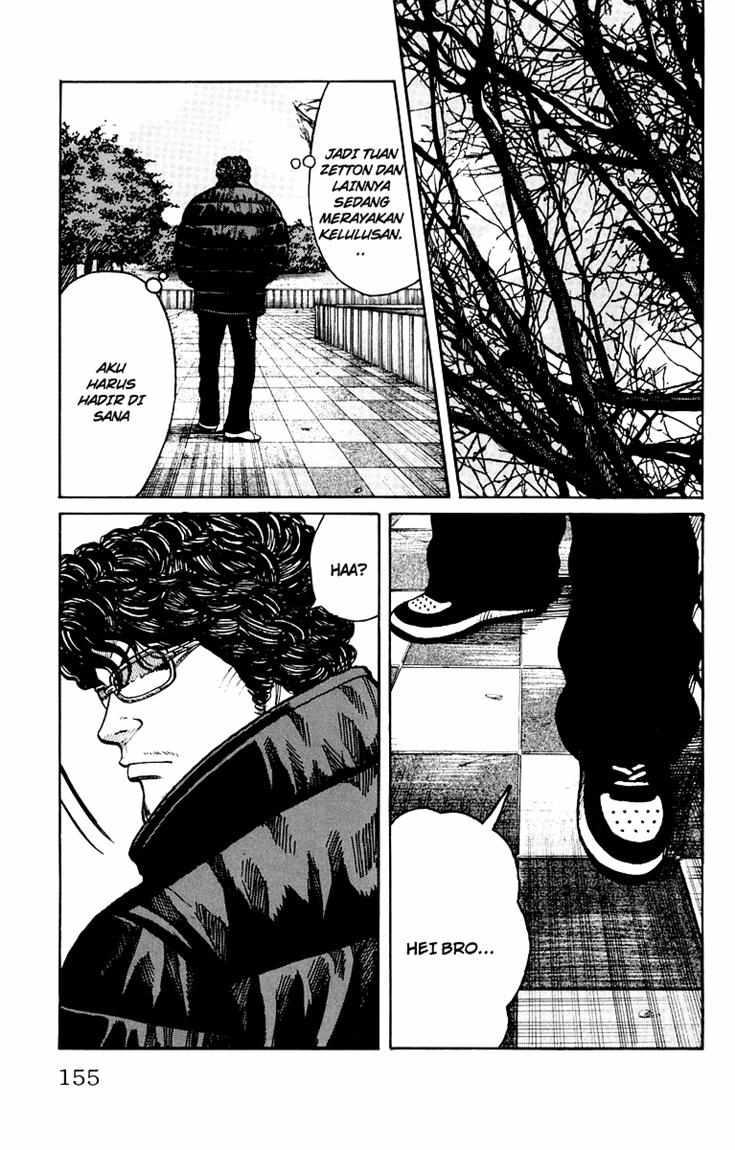 JADI TUAN
ZETTON DAN
LAINNYA
SEDANG
MERAYAKAN
KELULUSAN.
..
AKU
HARUS
HADIR DI
SANA
HEI BRO...
HAA?
155